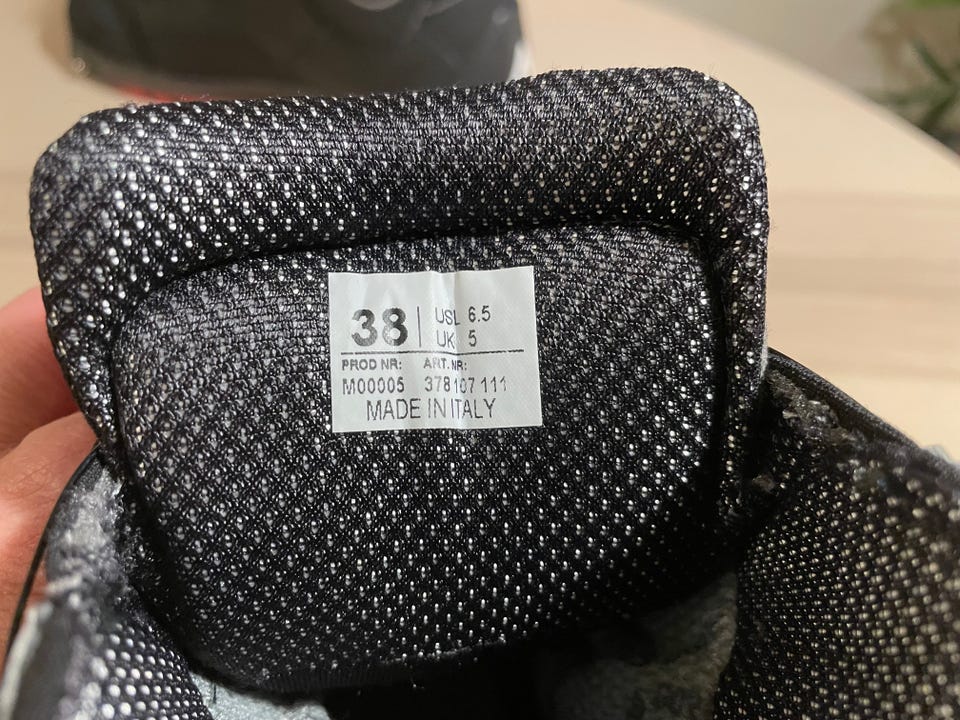 38 | USL 6.5
UK 5
PROD NR: ART.NR:
M00005 378107 111
MADE IN ITALY